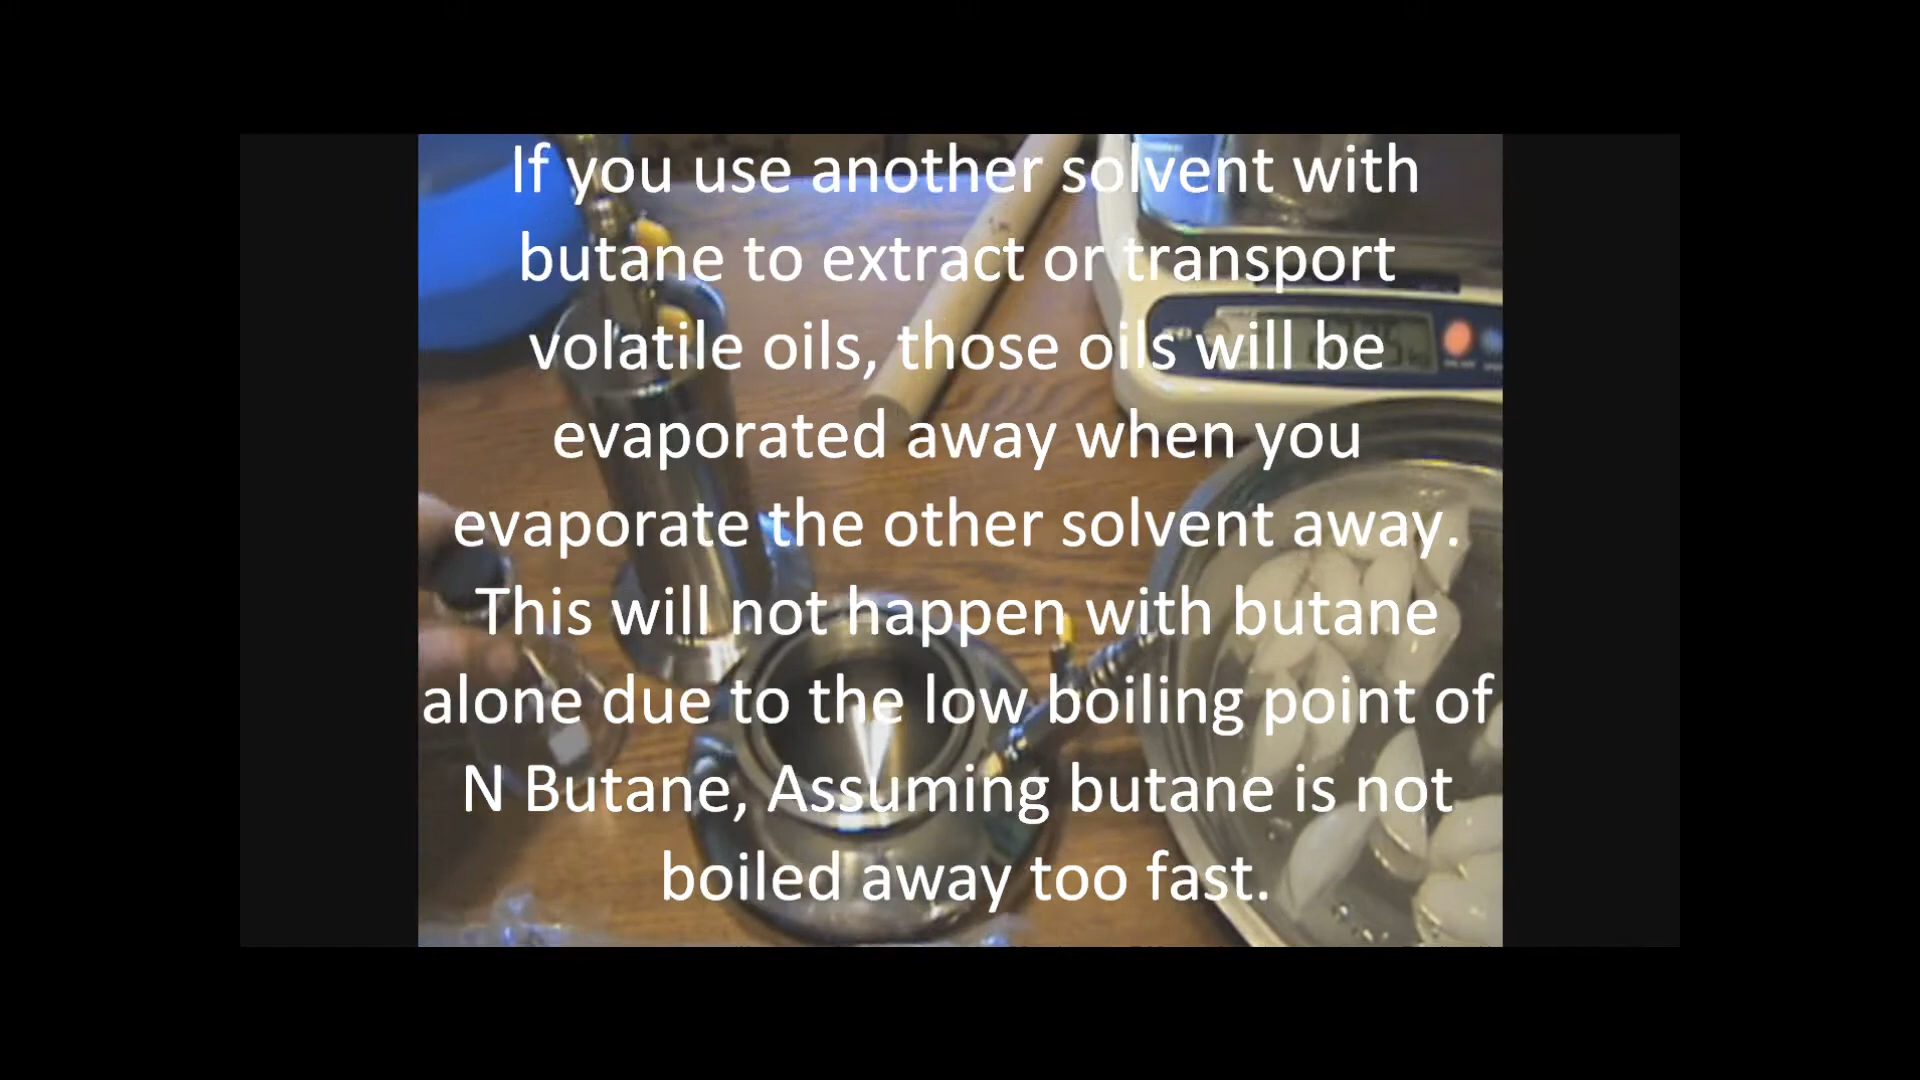 If you use another solvent with
butane to extract or transport
volatile oils, those oils will be
evaporated away when you
evaporate the other solvent away.
This will not happen with butane
alone due to the low boiling point of
N Butane, Assuming butane is not
boiled away too fast.